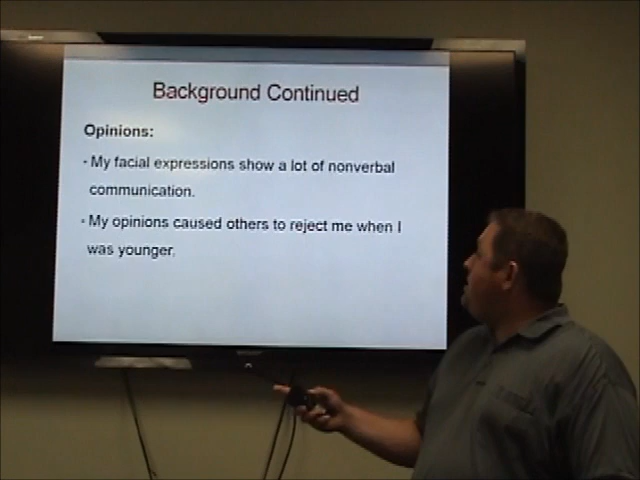 Background Continued
Opinions:
• My facial expressions show a lot of nonverbal
communication.
• My opinions caused others to reject me when I
was younger.